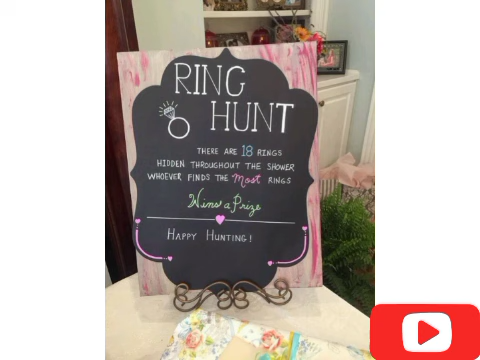 RING
HUNT
THERE ARE 18 RINGS
HIDDEN THROUGHOUT THE SHOWER
WHOEVER FINDS THE Most RINGS
Wins a Prize
HAPPY HUNTING!